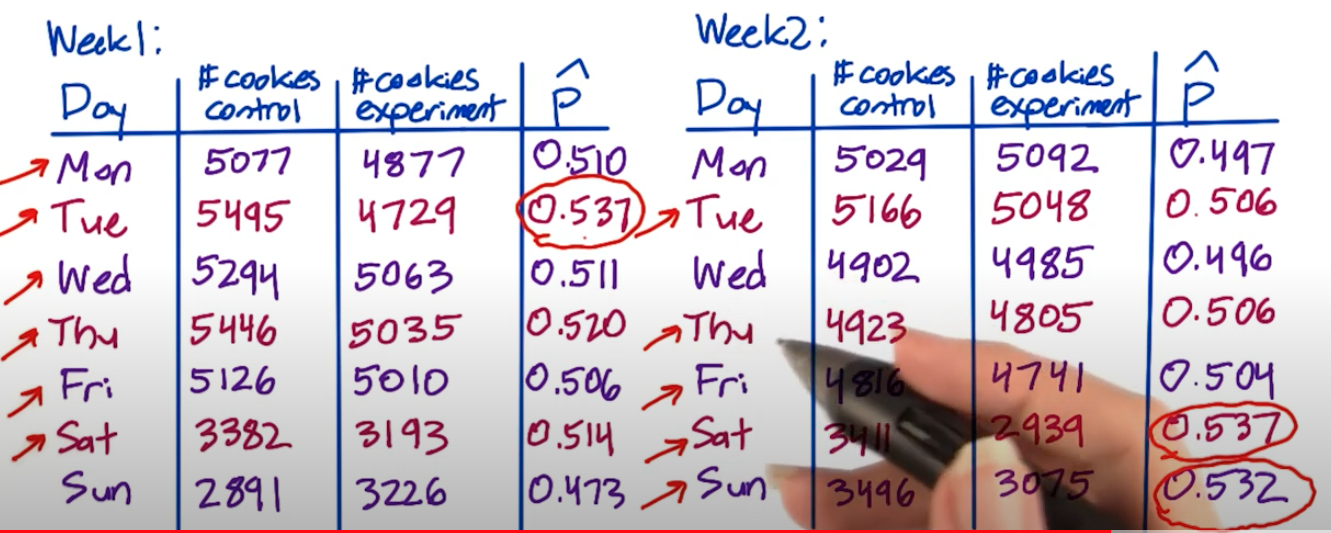 Week1:
Day #cookies control #cookies experiment p̂
Mon 5077 4877 0.510
Tue 5495 4729 0.537
Wed 5294 5063 0.511
Thu 5446 5035 0.520
Fri 5126 5010 0.506
Sat 3382 3193 0.514
Sun 2891 3226 0.473
Week2:
Day #cookies control #cookies experiment p̂
Mon 5029 5092 0.497
Tue 5166 5048 0.506
Wed 4902 4985 0.496
Thu 4923 4805 0.506
Fri 4816 4741 0.504
Sat 3411 2939 0.537
Sun 3496 3075 0.532